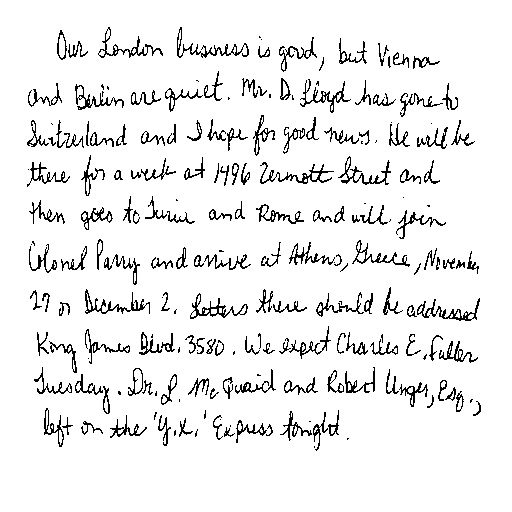 Our London business is good, but Vienna
and Berlin are quiet. Mr. D. Lloyd has gone to
Switzerland and I hope for good news. He will be
there for a week at 1496 Zermott Street and
then goes to Turin and Rome and will join
Colonel Parry and arrive at Athens, Greece, November
27 or December 2. Letters there should be addressed
King James Blvd. 3580. We expect Charles E. Fuller
Tuesday. Dr. L. McQuaid and Robert Unger, Esq.,
left on the 'Y.X.' Express tonight.